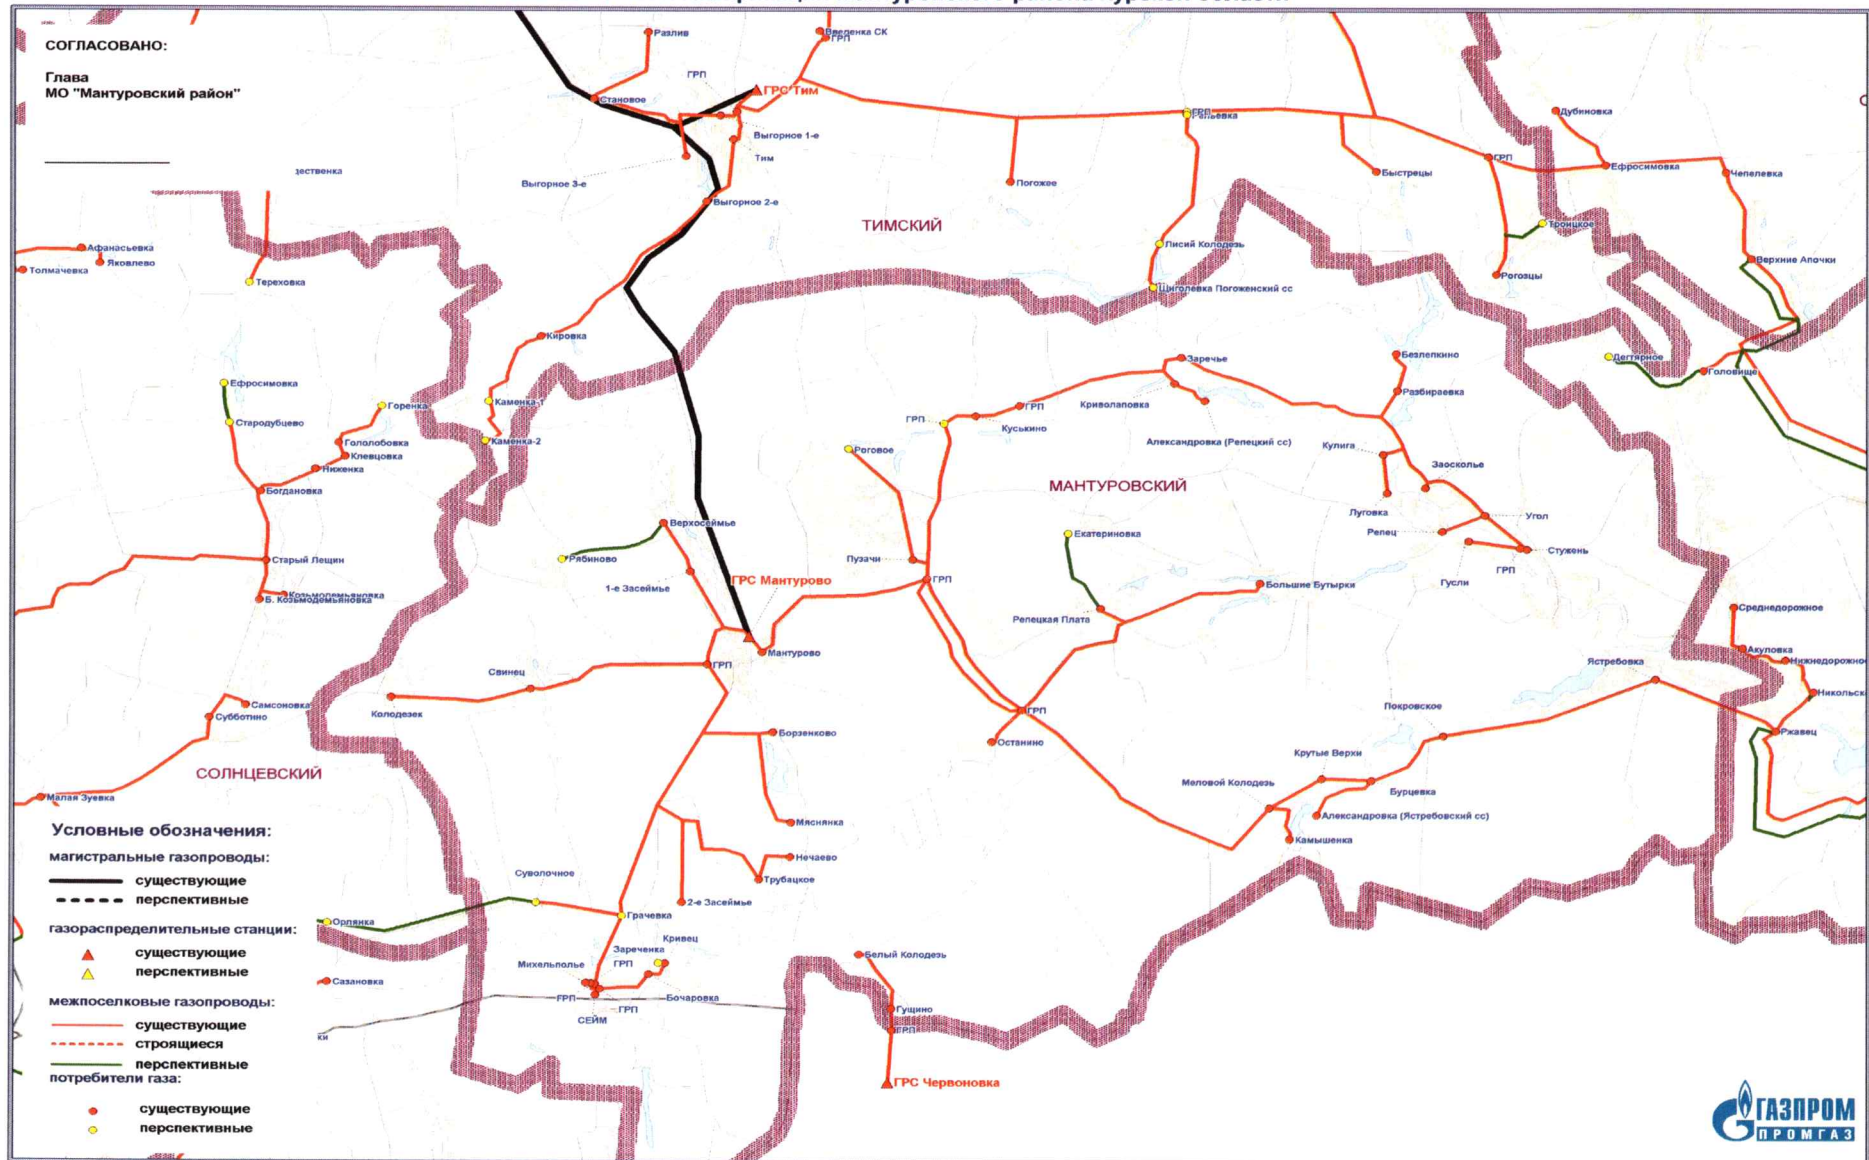 СОГЛАСОВАНО:
Глава
МО "Мантуровский район"
Разлив
Введенка СК
ГРП
ГРП
Становое
ГРС Тим
ГРП
Репьевка
Дубиновка
Выгорное 1-е
Тим
Выгорное 3-е
Выгорное 2-е
Погожее
Быстрецы
ГРП
Ефросимовка
Чепелевка
ТИМСКИЙ
Троицкое
Афанасьевка
Яковлево
Толмачевка
Тереховка
Лисий Колодезь
Щиголевка Погоженский сс
Рогозцы
Верхние Апочки
Кировка
Заречье
Безлепкино
Дегтярное
Головище
Ефросимовка
Стародубцево
Горенка
Каменка-1
Каменка-2
Разбираевка
Криволаповка
ГРП
ГРП
Куськино
Александровка (Репецкий сс)
Гололобовка
Клевцовка
Ниженка
Богдановка
Роговое
Кулига
Заосколье
МАНТУРОВСКИЙ
Луговка
Угол
Репец
Верхосеймье
Рябиново
Екатериновка
Стужень
ГРП
Гусли
Старый Лещин
Козьмодемьяновка
Б. Козьмодемьяновка
Пузачи
ГРП
ГРС Мантурово
1-е Засеймье
Большие Бутырки
Репецкая Плата
Среднедорожное
Акуловка
Нижнедорожное
Ястребовка
Мантурово
ГРП
Свинец
Колодезек
Самсоновка
Субботино
ГРП
Останино
Покровское
Ржавец
Борзенково
Крутые Верхи
Бурцевка
Меловой Колодезь
Александровка (Ястребовский сс)
Камышенка
СОЛНЦЕВСКИЙ
Малая Зуевка
Мяснянка
Нечаево
Трубацкое
Суволочное
2-е Засеймье
Грачевка
Орлянка
Кривец
Зареченка
ГРП
Михельполье
Сазановка
ГРП
Бочаровка
ГРП
СЕЙМ
Белый Колодезь
Гущино
ГРП
ГРС Червоновка
Условные обозначения:
магистральные газопроводы:
существующие
перспективные
газораспределительные станции:
существующие
перспективные
межпоселковые газопроводы:
существующие
строящиеся
перспективные
потребители газа:
существующие
перспективные
ГАЗПРОМ
ПРОМГАЗ